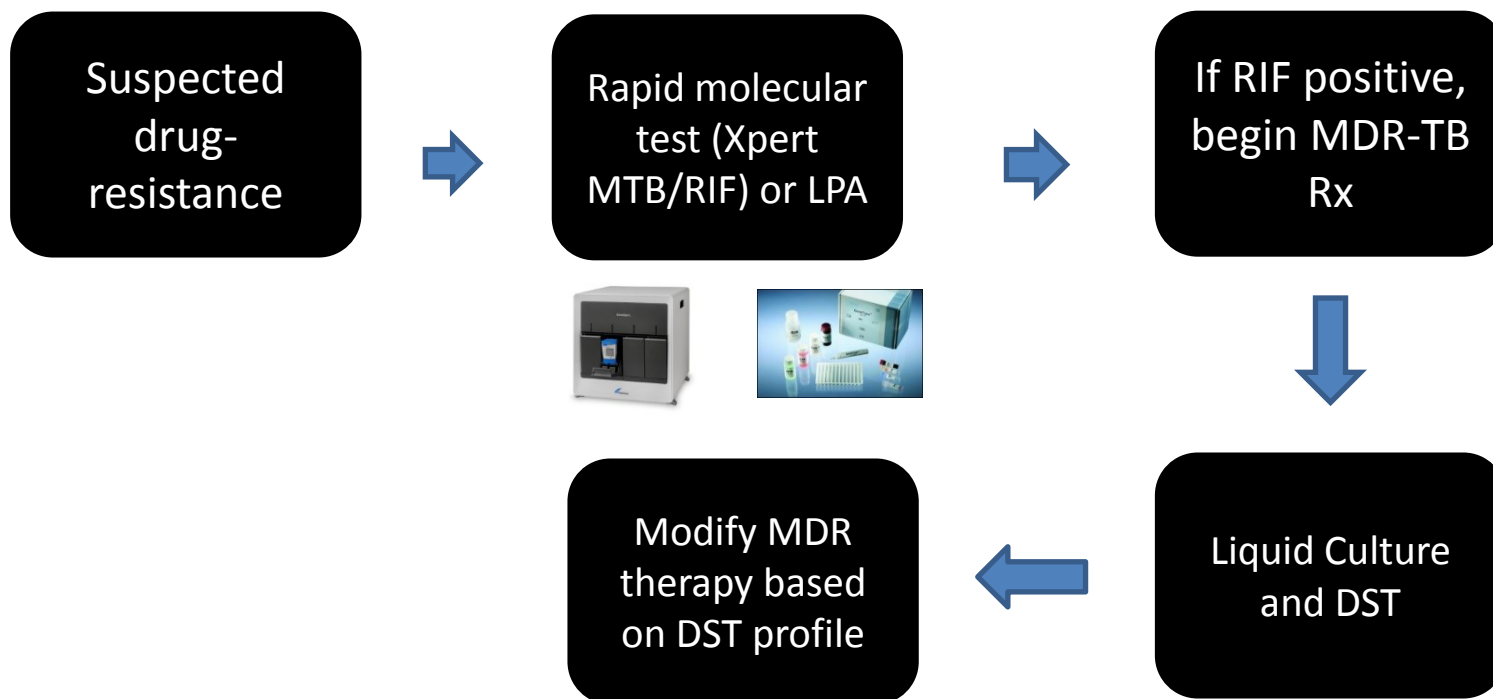 Suspected
drug-
resistance
Rapid molecular
test (Xpert
MTB/RIF) or LPA
If RIF positive,
begin MDR-TB
Rx
Liquid Culture
and DST
Modify MDR
therapy based
on DST profile